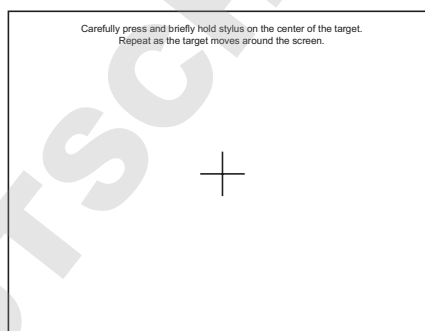 Carefully press and briefly hold stylus on the center of the target.
Repeat as the target moves around the screen.